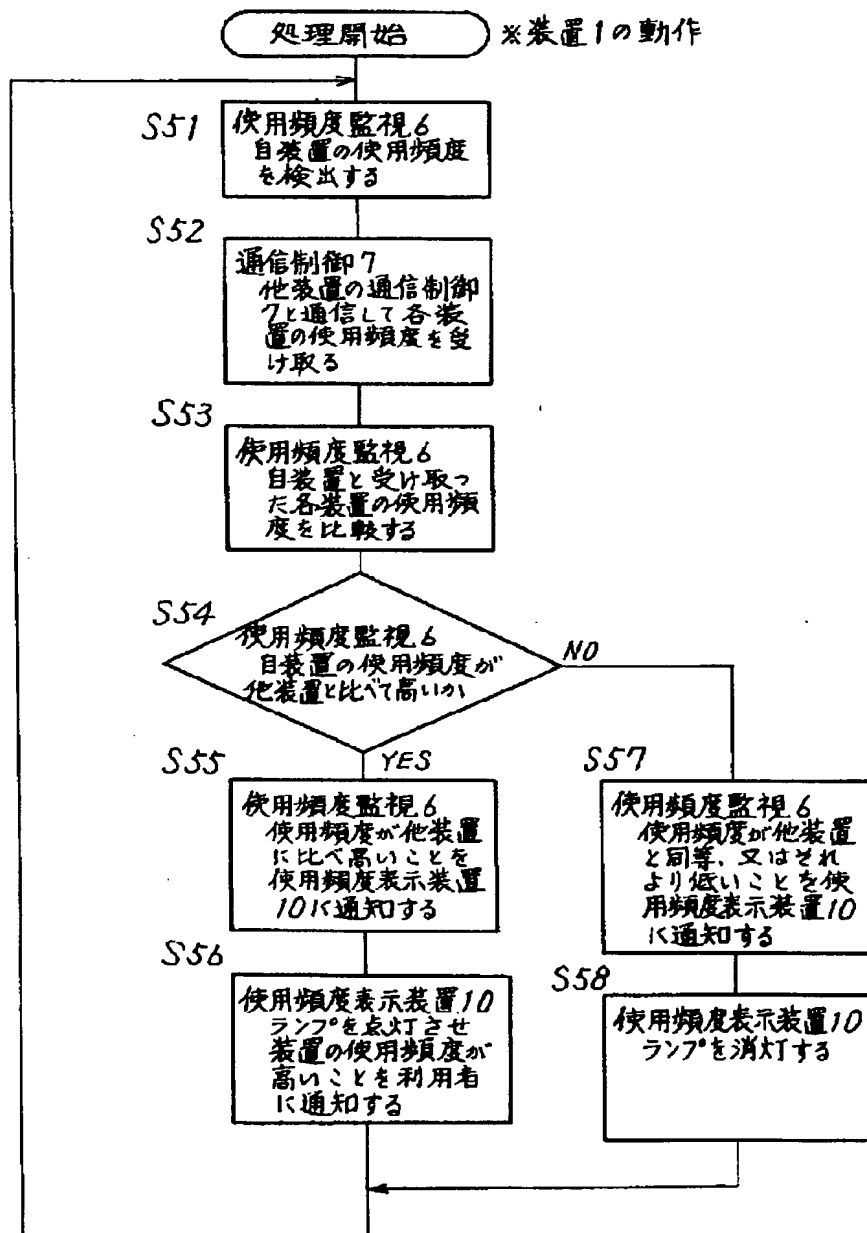 処理開始
※装置1の動作
S51
使用頻度監視6
自装置の使用頻度
を検出する
S52
通信制御7
他装置の通信制御
7と通信して各装
置の使用頻度を受
け取る
S53
使用頻度監視6
自装置と受け取っ
た各装置の使用頻
度を比較する
S54
使用頻度監視6
自装置の使用頻度が
他装置と比べて高いか
NO
YES
S55
使用頻度監視6
使用頻度が他装置
に比べ高いことを
使用頻度表示装置
10に通知する
S56
使用頻度表示装置10
ランプを点灯させ
装置の使用頻度が
高いことを利用者
に通知する
S57
使用頻度監視6
使用頻度が他装置
と同等、又はそれ
より低いことを使
用頻度表示装置10
に通知する
S58
使用頻度表示装置10
ランプを消灯する